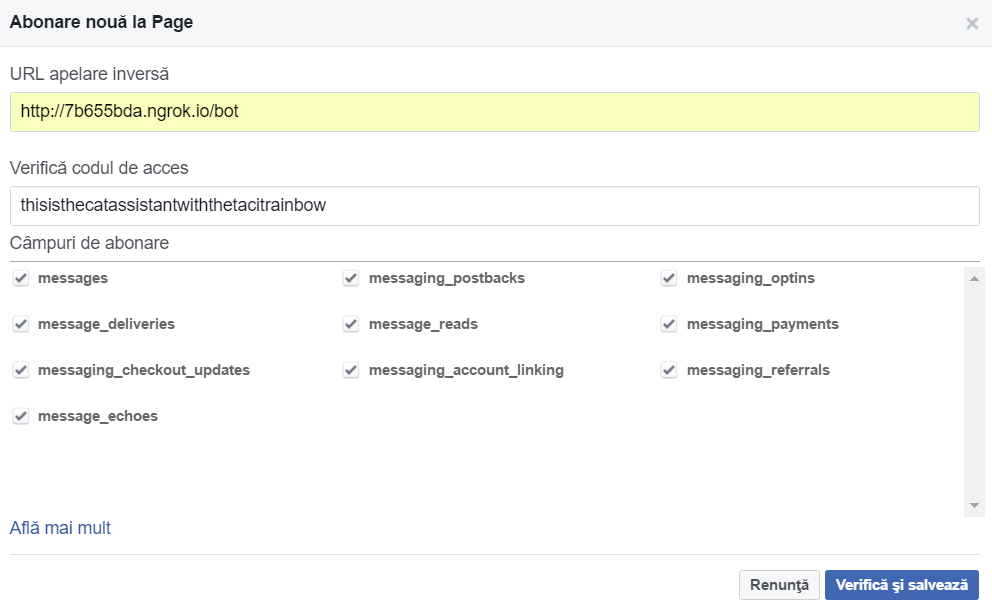 Abonare nouă la Page
URL apelare inversă
http://7b655bda.ngrok.io/bot
Verifică codul de acces
thisisthecatassistantwiththetacitrainbow
Câmpuri de abonare
messages messaging_postbacks messaging_optins
message_deliveries message_reads messaging_payments
messaging_checkout_updates messaging_account_linking messaging_referrals
message_echoes
Află mai mult
Renunţă Verifică şi salvează